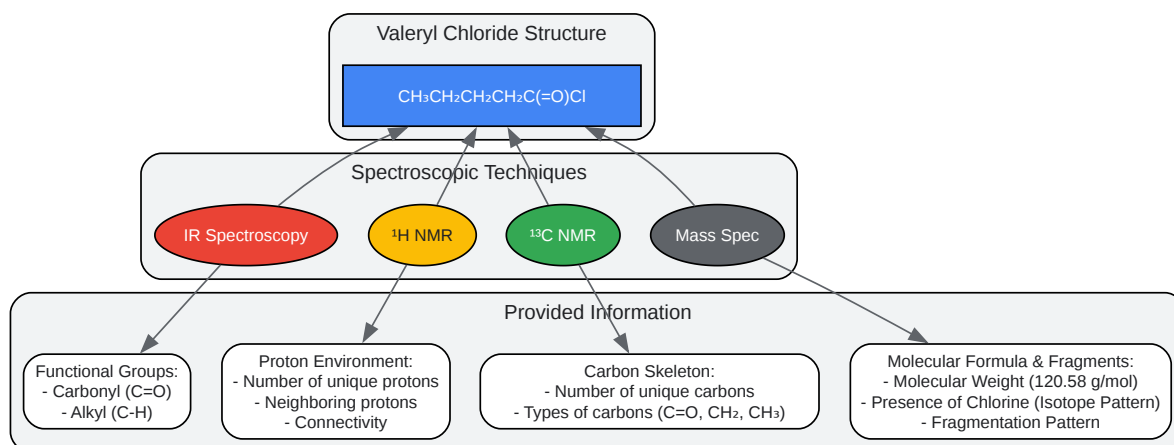 Valeryl Chloride Structure
CH₃CH₂CH₂CH₂C(=O)Cl
Spectroscopic Techniques
IR Spectroscopy
¹H NMR
¹³C NMR
Mass Spec
Provided Information
Functional Groups:
- Carbonyl (C=O)
- Alkyl (C-H)
Proton Environment:
- Number of unique protons
- Neighboring protons
- Connectivity
Carbon Skeleton:
- Number of unique carbons
- Types of carbons (C=O, CH₂, CH₃)
Molecular Formula & Fragments:
- Molecular Weight (120.58 g/mol)
- Presence of Chlorine (Isotope Pattern)
- Fragmentation Pattern